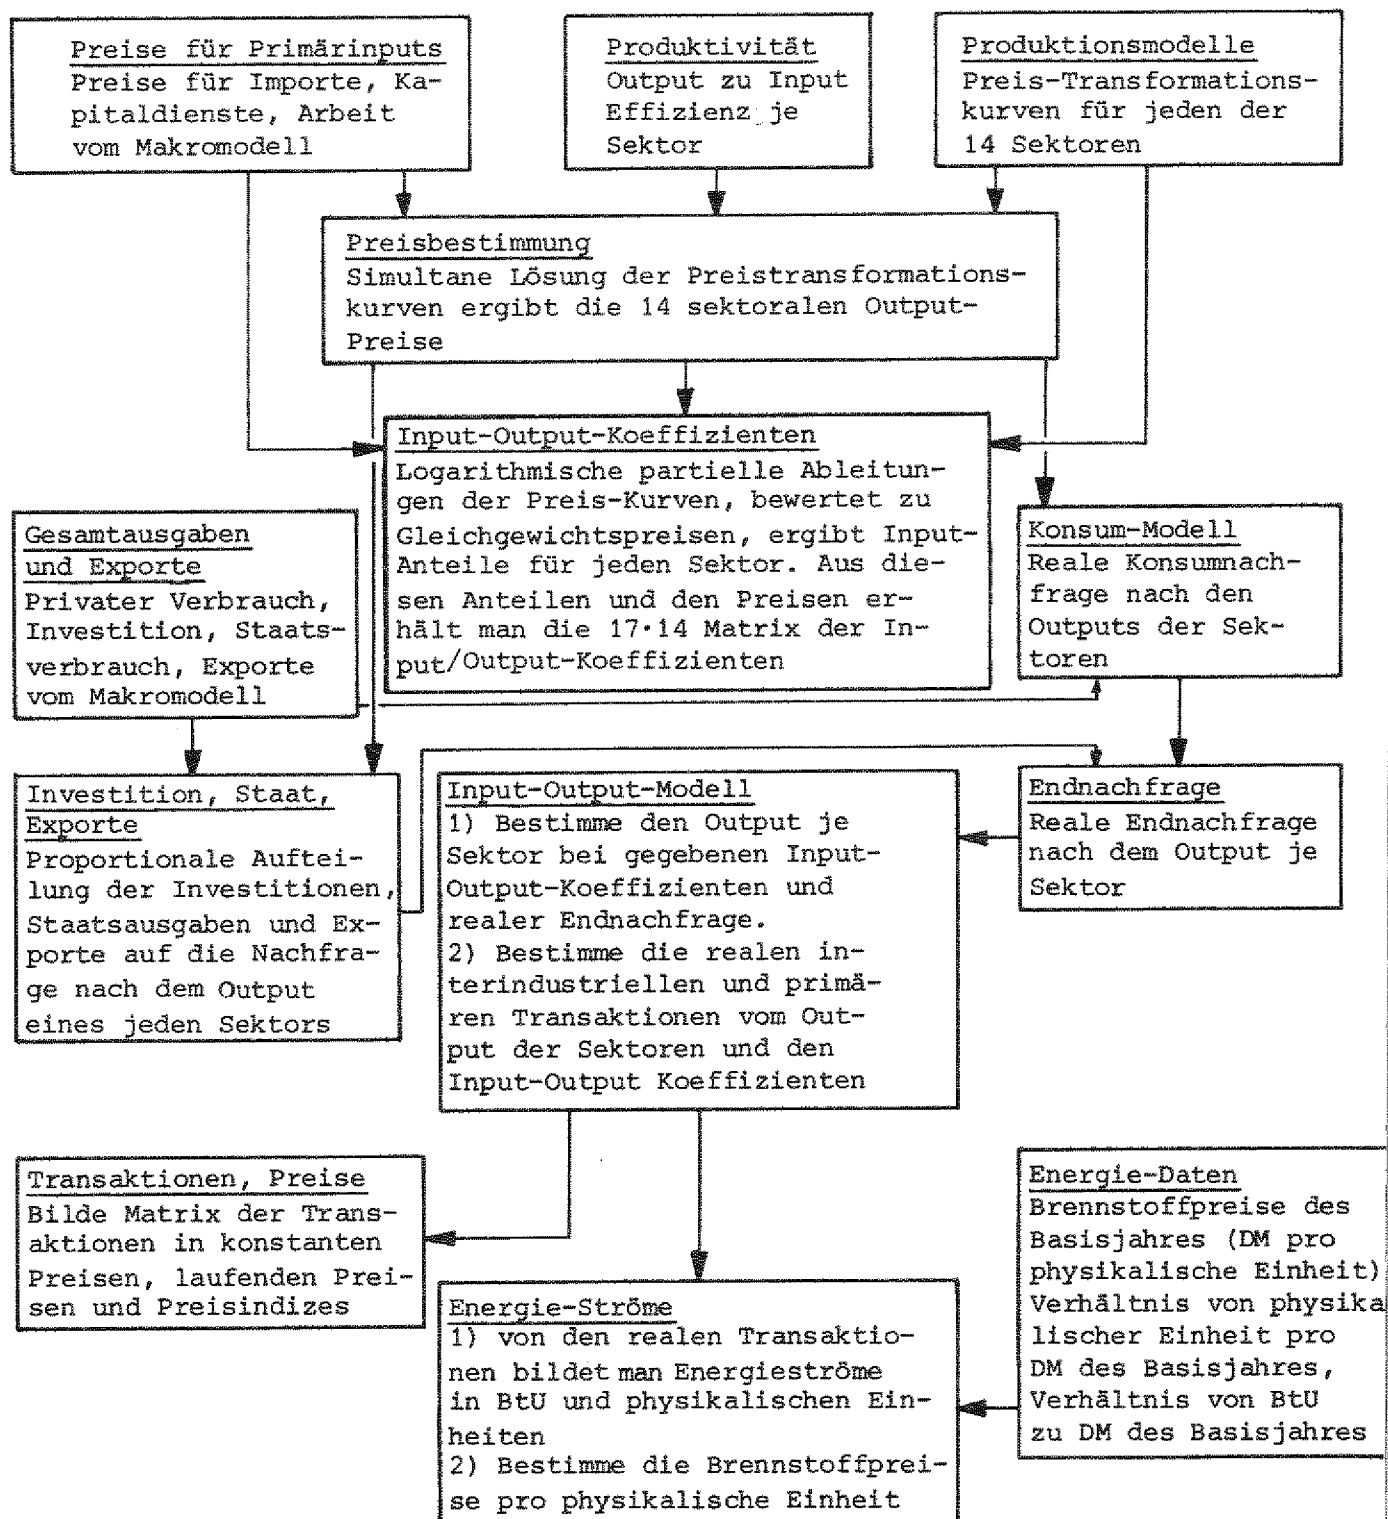 Preise für Primärinputs
Preise für Importe, Ka-
pitaldienste, Arbeit
vom Makromodell
Produktivität
Output zu Input
Effizienz je
Sektor
Produktionsmodelle
Preis-Transformations-
kurven für jeden der
14 Sektoren
Preisbestimmung
Simultane Lösung der Preistransformations-
kurven ergibt die 14 sektoralen Output-
Preise
Input-Output-Koeffizienten
Logarithmische partielle Ableitun-
gen der Preis-Kurven, bewertet zu
Gleichgewichtspreisen, ergibt Input-
Anteile für jeden Sektor. Aus die-
sen Anteilen und den Preisen er-
hält man die 17·14 Matrix der In-
put/Output-Koeffizienten
Gesamtausgaben
und Exporte
Privater Verbrauch,
Investition, Staats-
verbrauch, Exporte
vom Makromodell
Konsum-Modell
Reale Konsumnach-
frage nach den
Outputs der Sek-
toren
Investition, Staat,
Exporte
Proportionale Auftei-
lung der Investitionen,
Staatsausgaben und Ex-
porte auf die Nachfra-
ge nach dem Output
eines jeden Sektors
Input-Output-Modell
1) Bestimme den Output je
Sektor bei gegebenen Input-
Output-Koeffizienten und
realer Endnachfrage.
2) Bestimme die realen in-
terindustriellen und primä-
ren Transaktionen vom Out-
put der Sektoren und den
Input-Output Koeffizienten
Endnachfrage
Reale Endnachfrage
nach dem Output je
Sektor
Transaktionen, Preise
Bilde Matrix der Trans-
aktionen in konstanten
Preisen, laufenden Prei-
sen und Preisindizes
Energie-Ströme
1) von den realen Transaktio-
nen bildet man Energieströme
in BtU und physikalischen Ein-
heiten
2) Bestimme die Brennstoffprei-
se pro physikalische Einheit
Energie-Daten
Brennstoffpreise des
Basisjahres (DM pro
physikalische Einheit)
Verhältnis von physika
lischer Einheit pro
DM des Basisjahres,
Verhältnis von BtU
zu DM des Basisjahres